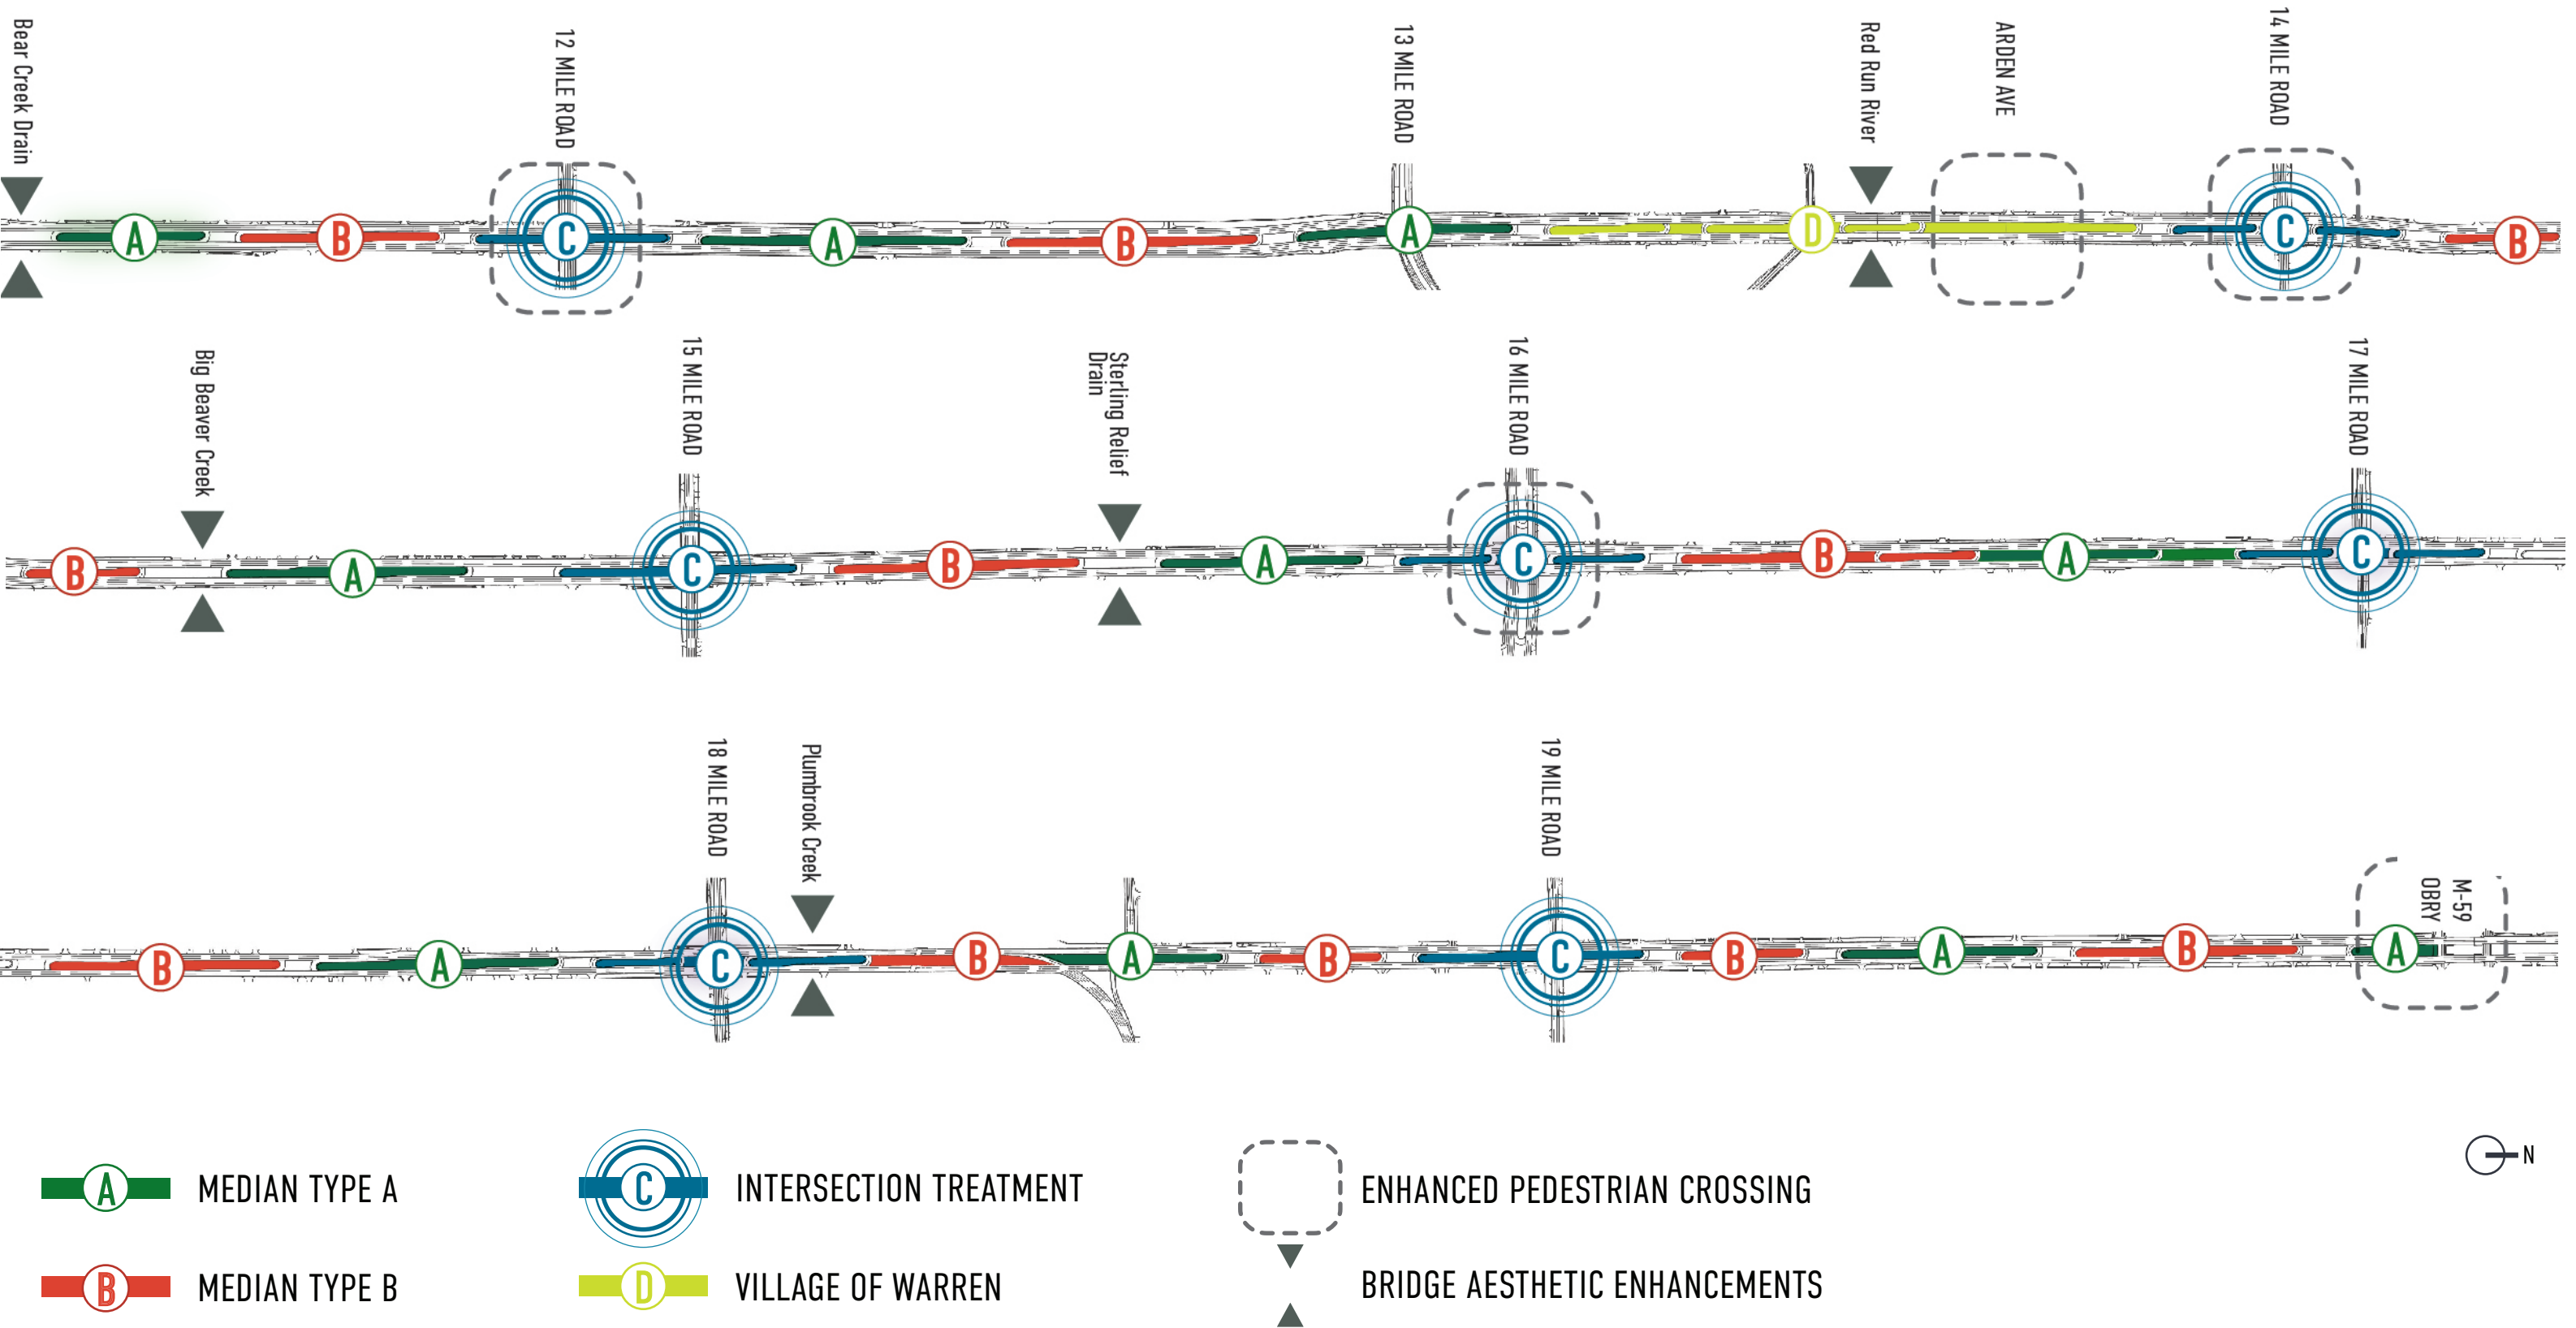 Bear Creek Drain
12 MILE ROAD
13 MILE ROAD
Red Run River
ARDEN AVE
14 MILE ROAD
A
B
C
A
B
A
D
C
B
Big Beaver Creek
15 MILE ROAD
Sterling Relief
Drain
16 MILE ROAD
17 MILE ROAD
B
A
C
B
A
C
B
A
C
18 MILE ROAD
Plumbrook Creek
19 MILE ROAD
M-59
OBRY
B
A
C
B
A
B
C
B
A
B
A
A MEDIAN TYPE A
C INTERSECTION TREATMENT
ENHANCED PEDESTRIAN CROSSING
N
B MEDIAN TYPE B
D VILLAGE OF WARREN
BRIDGE AESTHETIC ENHANCEMENTS